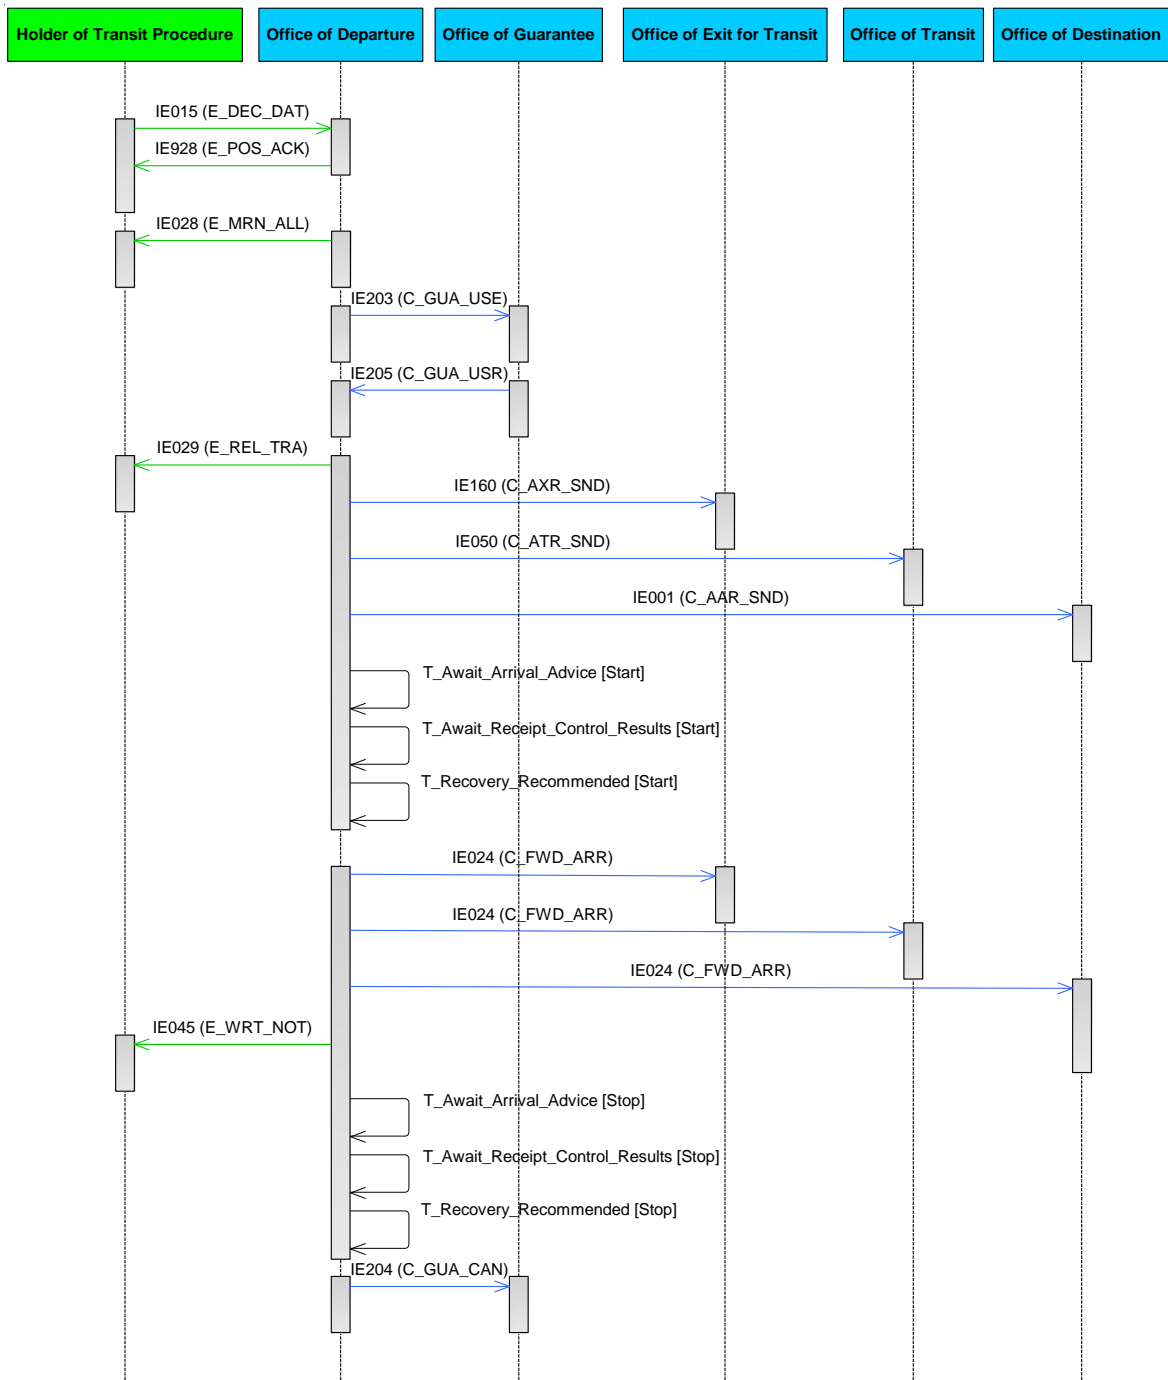 Holder of Transit Procedure
Office of Departure
Office of Guarantee
Office of Exit for Transit
Office of Transit
Office of Destination
IE015 (E_DEC_DAT)
IE928 (E_POS_ACK)
IE028 (E_MRN_ALL)
IE203 (C_GUA_USE)
IE205 (C_GUA_USR)
IE029 (E_REL_TRA)
IE160 (C_AXR_SND)
IE050 (C_ATR_SND)
IE001 (C_AAR_SND)
T_Await_Arrival_Advice [Start]
T_Await_Receipt_Control_Results [Start]
T_Recovery_Recommended [Start]
IE024 (C_FWD_ARR)
IE024 (C_FWD_ARR)
IE024 (C_FWD_ARR)
IE045 (E_WRT_NOT)
T_Await_Arrival_Advice [Stop]
T_Await_Receipt_Control_Results [Stop]
T_Recovery_Recommended [Stop]
IE204 (C_GUA_CAN)